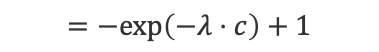 = −exp(−λ · c) + 1